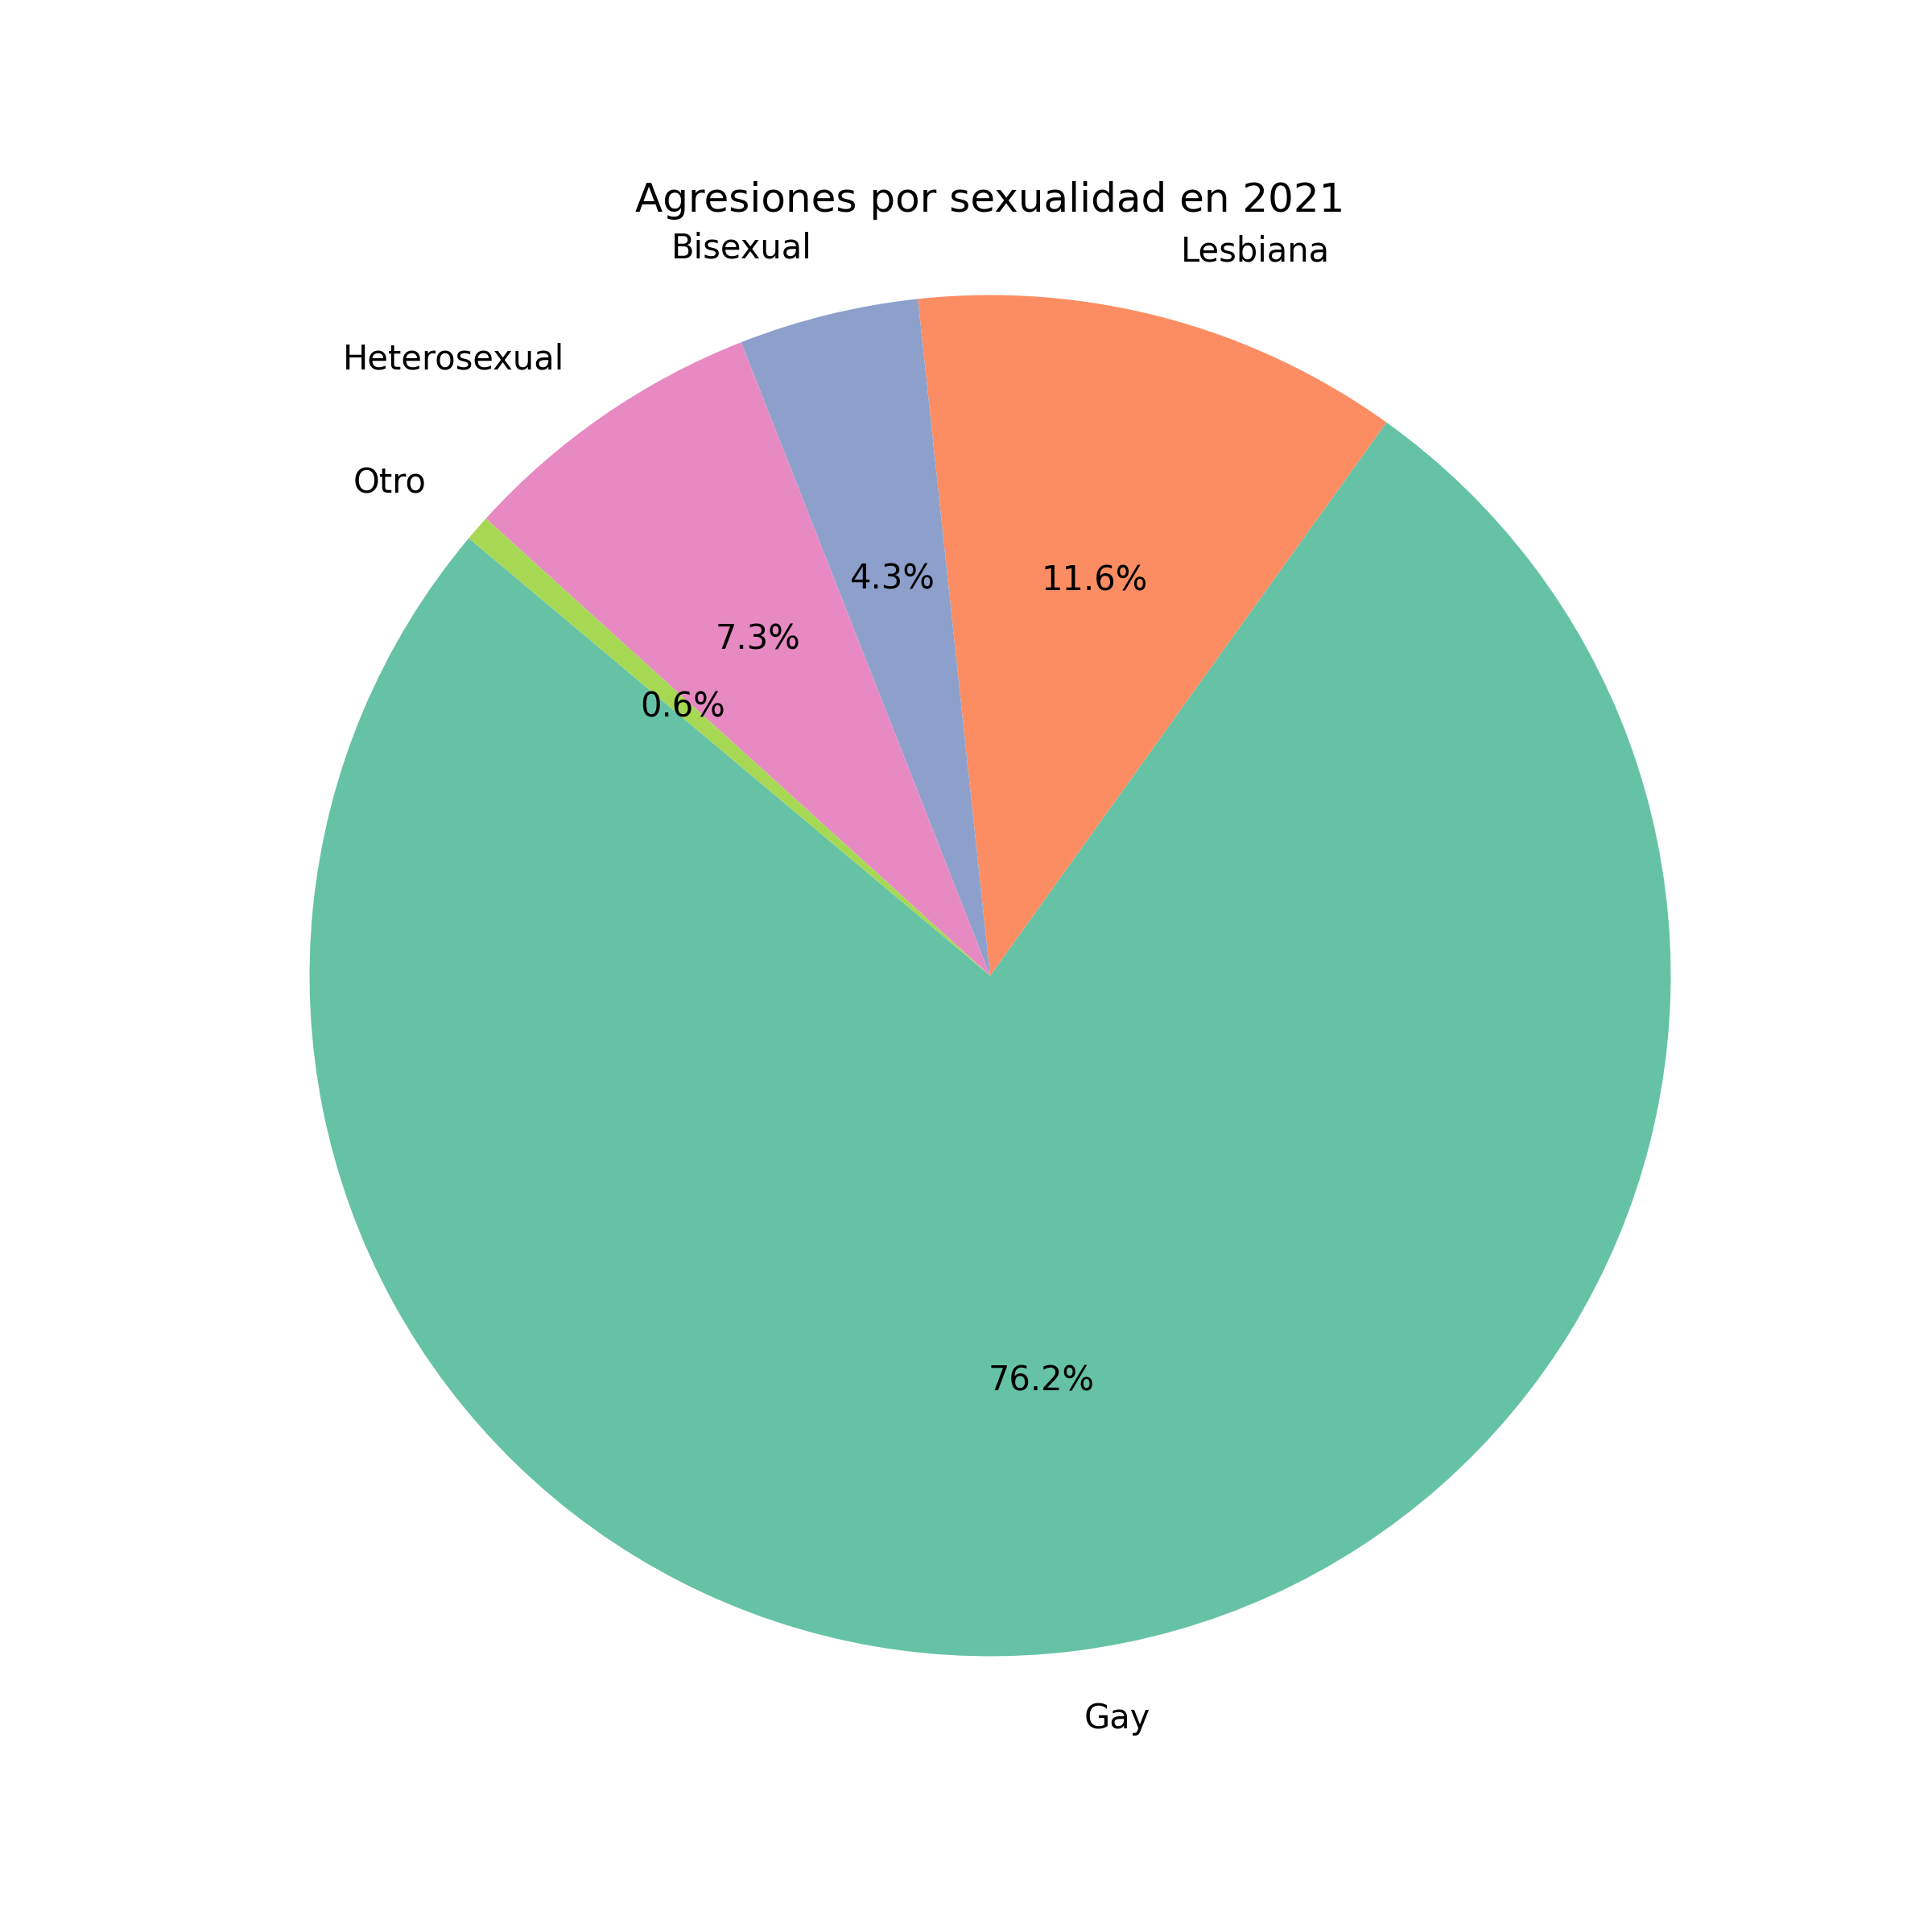 Agresiones por sexualidad en 2021
Bisexual
Lesbiana
Heterosexual
Otro
4.3%
11.6%
7.3%
0.6%
76.2%
Gay